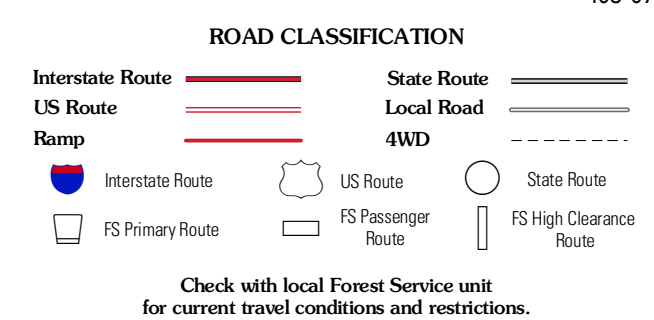 ROAD CLASSIFICATION
Interstate Route
State Route
US Route
Local Road
Ramp
4WD
Interstate Route
US Route
State Route
FS Primary Route
FS Passenger
Route
FS High Clearance
Route
Check with local Forest Service unit
for current travel conditions and restrictions.